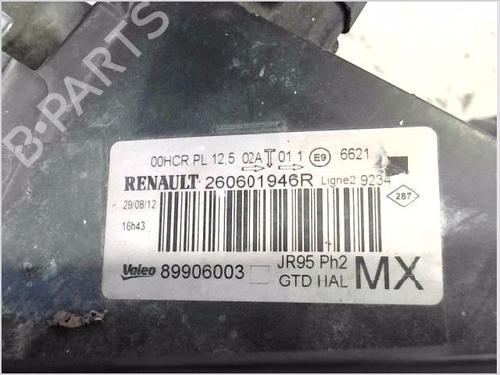 B-PARTS
00HCR PL 12,5 02A T 01 1 E9 6621
RENAULT 260601946R Ligne2 9234
29/08/12
287
16h43
Valeo 89906003 JR95 Ph2 MX
GTD HAL